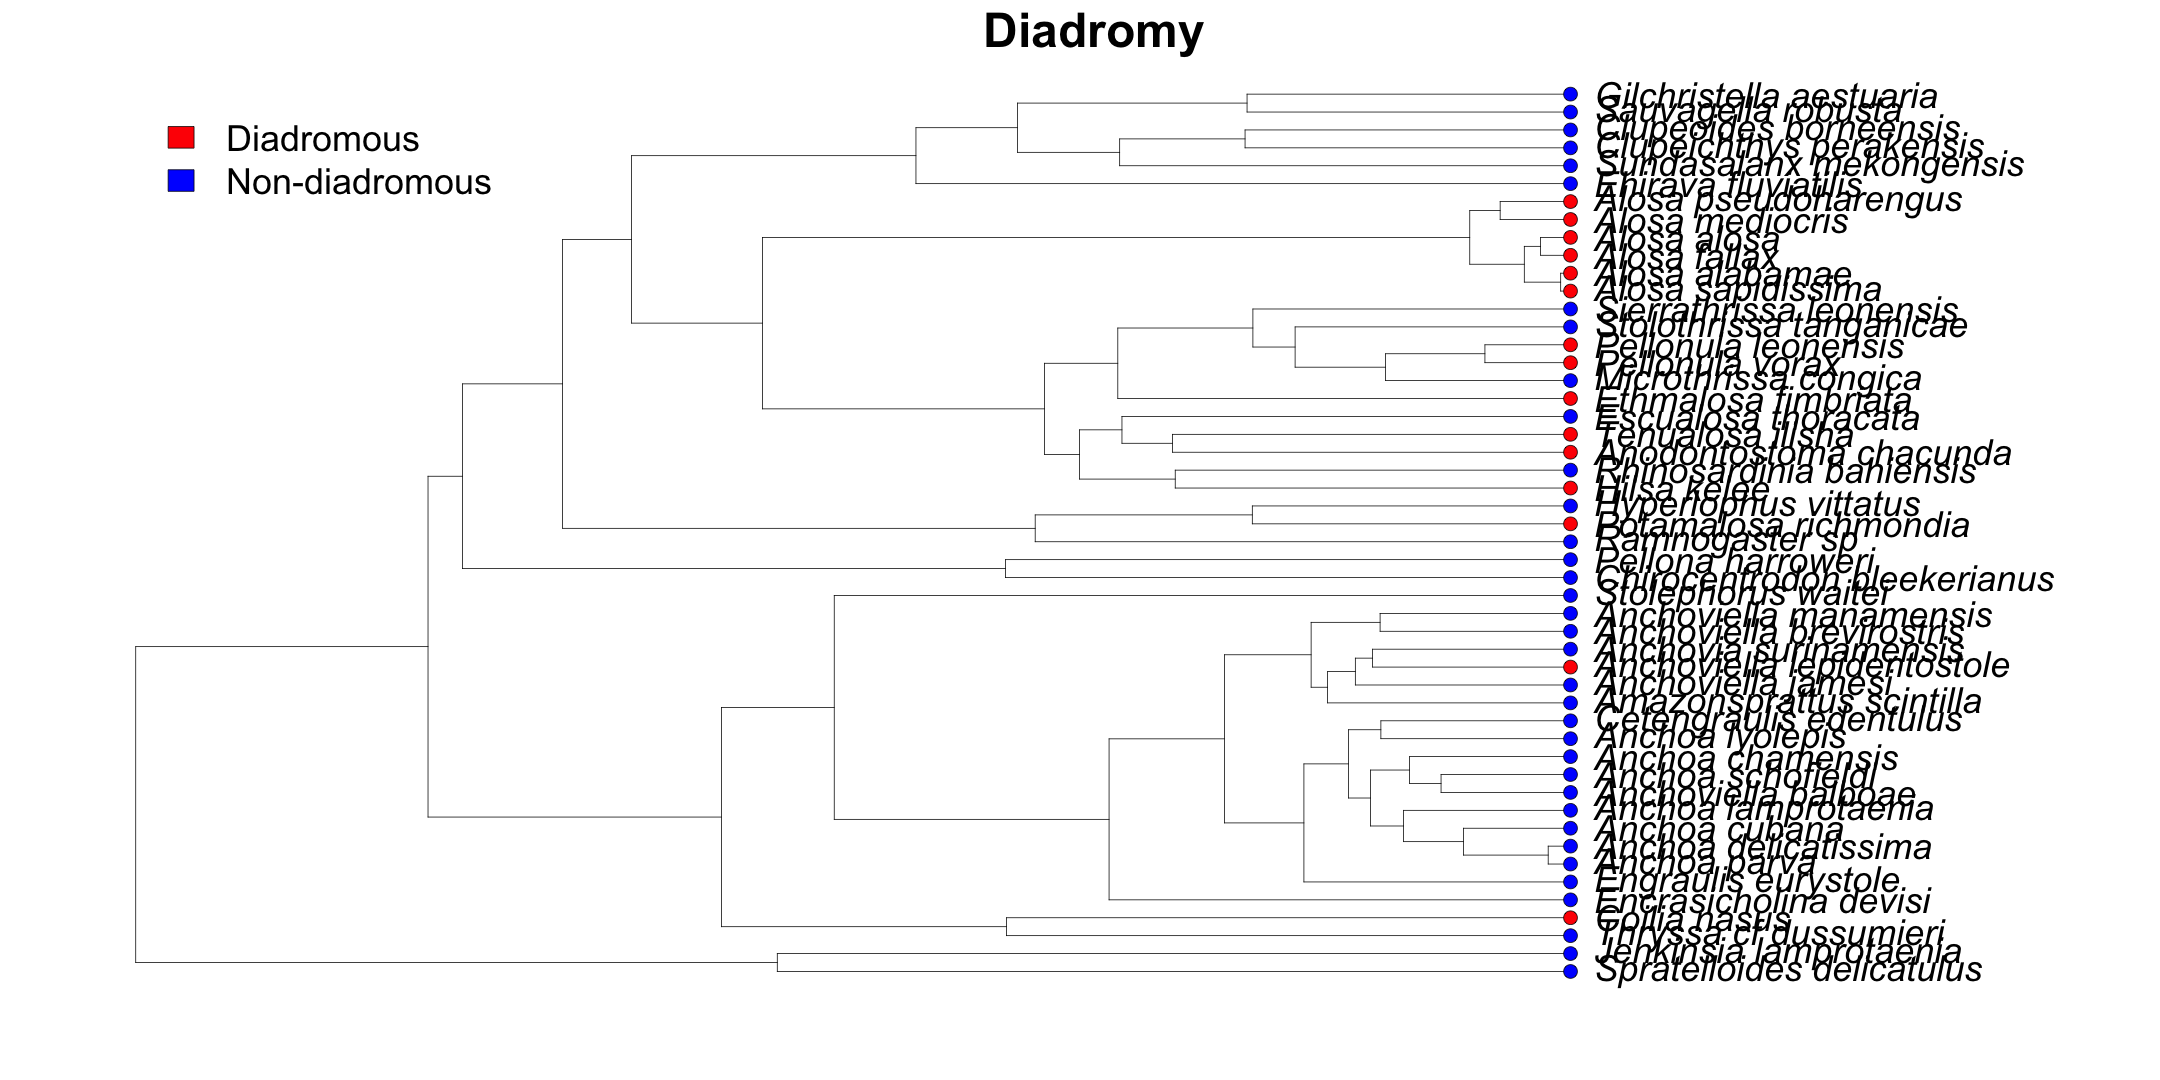 Diadromy
Diadromous
Non-diadromous
Gilchristella aestuaria
Sauvagella robusta
Clupeoides borneensis
Clupeichthys perakensis
Sundasalanx mekongensis
Ehirava fluviatilis
Alosa pseudoharengus
Alosa mediocris
Alosa alosa
Alosa fallax
Alosa alabamae
Alosa sapidissima
Sierrathrissa leonensis
Stolothrissa tanganicae
Pellonula leonensis
Pellonula vorax
Microthrissa congica
Ethmalosa fimbriata
Escualosa thoracata
Tenualosa ilisha
Anodontostoma chacunda
Rhinosardinia bahiensis
Hilsa kelee
Hyperlophus vittatus
Potamalosa richmondia
Ramnogaster sp
Pellona harroweri
Chirocentrodon bleekerianus
Stolephorus waitei
Anchoviella manamensis
Anchoviella brevirostris
Anchovia surinamensis
Anchoviella lepidentostole
Anchoviella jamesi
Amazonsprattus scintilla
Cetengraulis edentulus
Anchoa lyolepis
Anchoa chamensis
Anchoa schofieldi
Anchoviella balboae
Anchoa lamprotaenia
Anchoa cubana
Anchoa delicatissima
Anchoa parva
Engraulis eurystole
Encrasicholina devisi
Coilia nasus
Thryssa cf dussumieri
Jenkinsia lamprotaenia
Spratelloides delicatulus